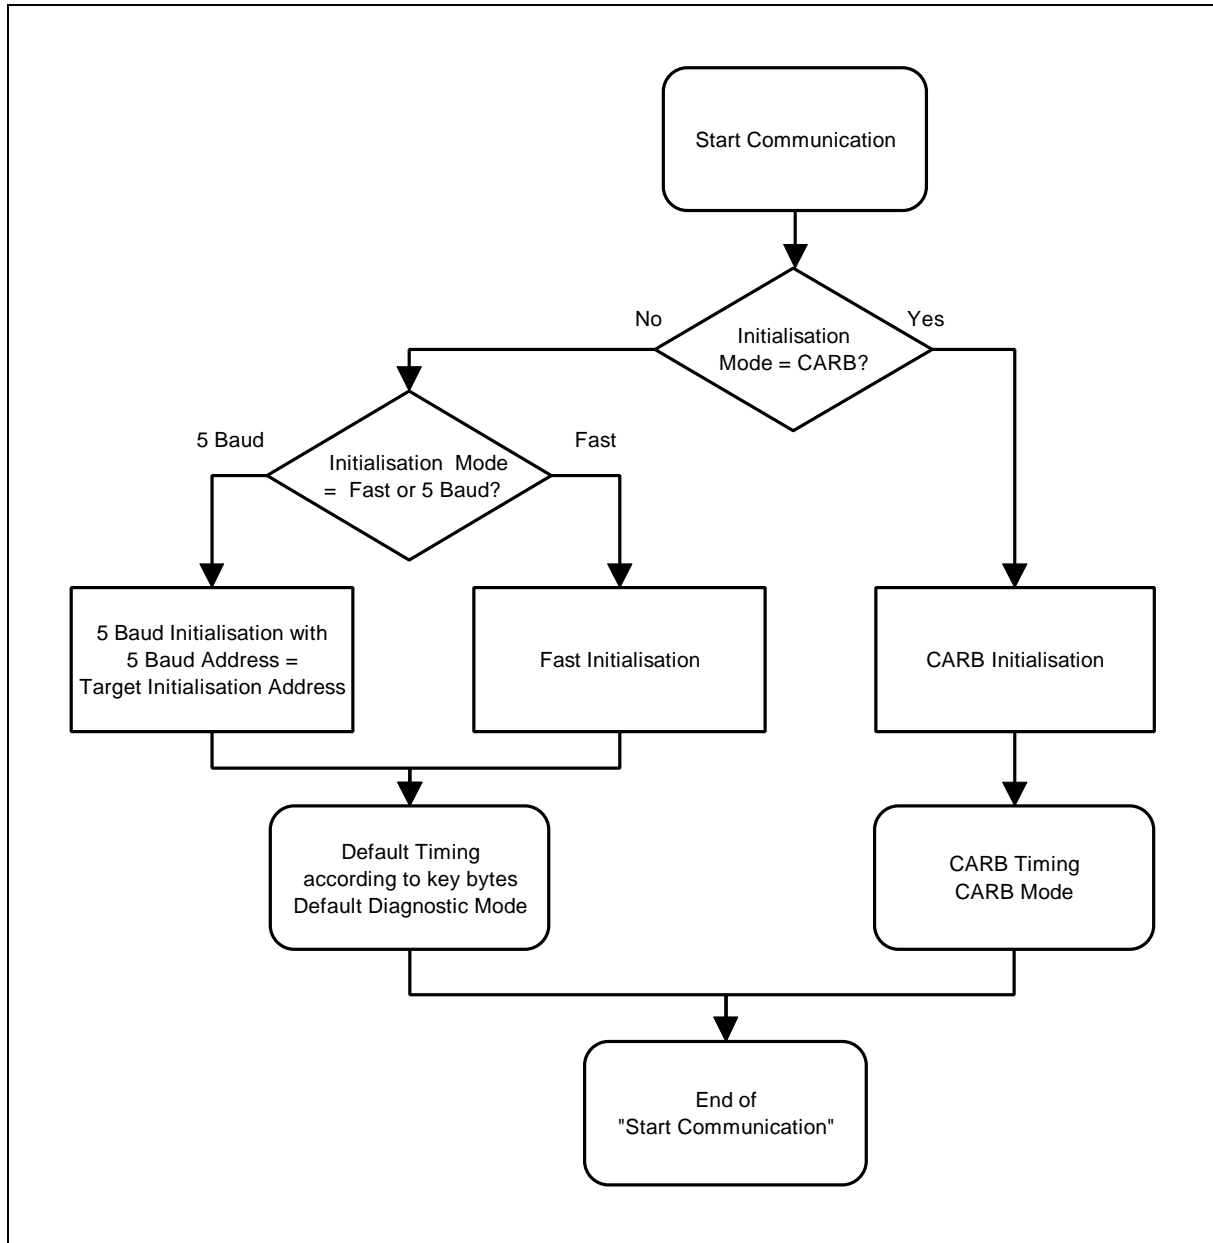 Start Communication
No
Yes
Initialisation
Mode = CARB?
5 Baud
Fast
Initialisation Mode
= Fast or 5 Baud?
5 Baud Initialisation with
5 Baud Address =
Target Initialisation Address
Fast Initialisation
CARB Initialisation
Default Timing
according to key bytes
Default Diagnostic Mode
CARB Timing
CARB Mode
End of
"Start Communication"